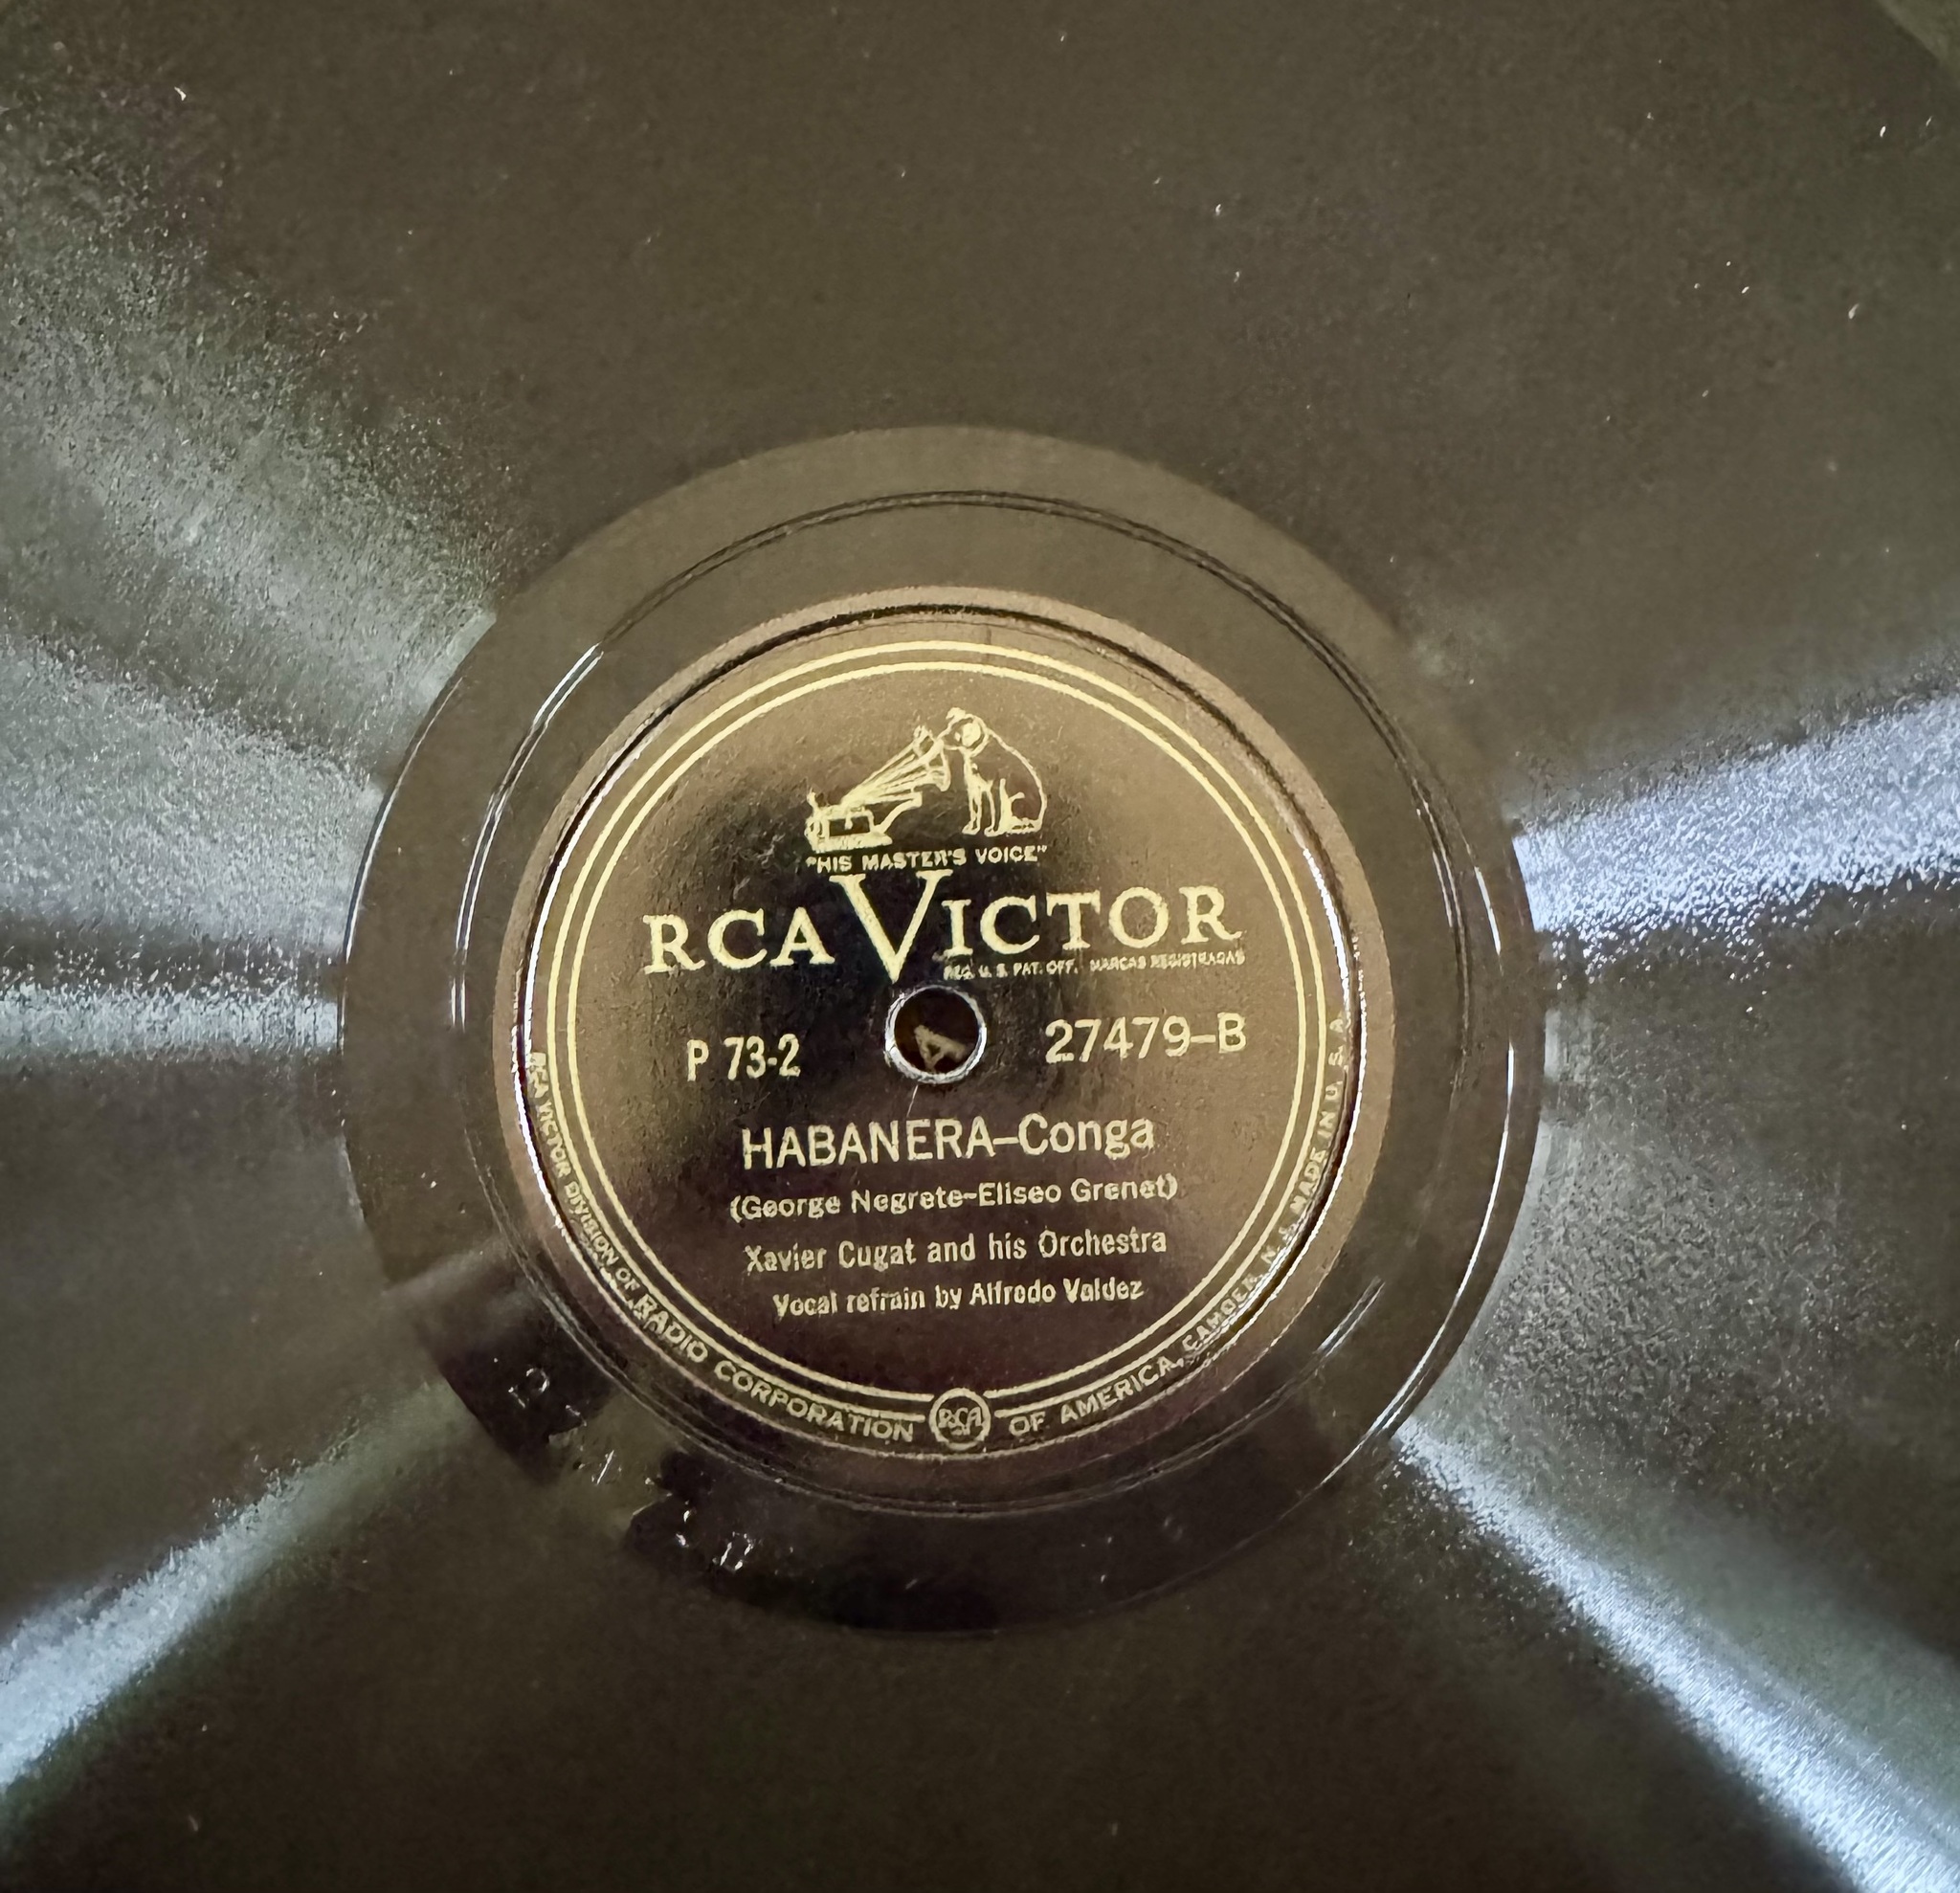 "HIS MASTER'S VOICE"
RCA VICTOR
REG. U. S. PAT. OFF. MARCAS REGISTRADAS
A
P 73-2
27479-B
HABANERA-Conga
(George Negrete-Eliseo Grenet)
Xavier Cugat and his Orchestra
Vocal refrain by Alfredo Valdez
RCA VICTOR DIVISION OF RADIO CORPORATION OF AMERICA, CAMDEN, N. J. MADE IN U. S. A.
RCA